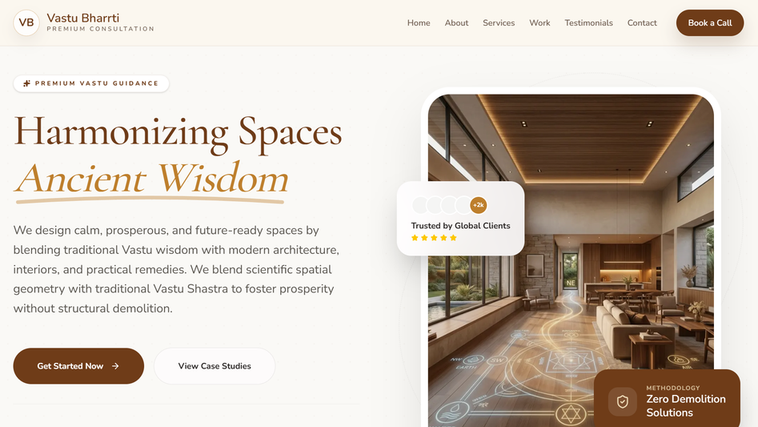 VB
Vastu Bharrti
PREMIUM CONSULTATION
Home
About
Services
Work
Testimonials
Contact
Book a Call
PREMIUM VASTU GUIDANCE
Harmonizing Spaces
Ancient Wisdom
We design calm, prosperous, and future-ready spaces by
blending traditional Vastu wisdom with modern architecture,
interiors, and practical remedies. We blend scientific spatial
geometry with traditional Vastu Shastra to foster prosperity
without structural demolition.
Get Started Now
View Case Studies
+2k
Trusted by Global Clients
NE
METHODOLOGY
Zero Demolition
Solutions